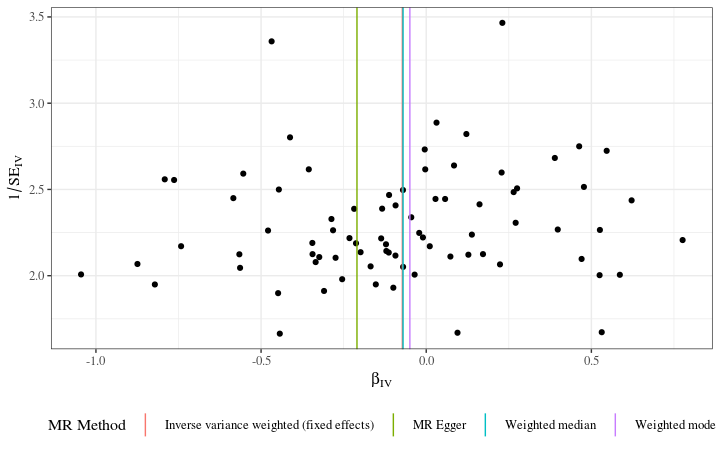 3.5
3.0
2.5
2.0
1/SE_IV
-1.0 -0.5 0.0 0.5
β_IV
MR Method Inverse variance weighted (fixed effects) MR Egger Weighted median Weighted mode